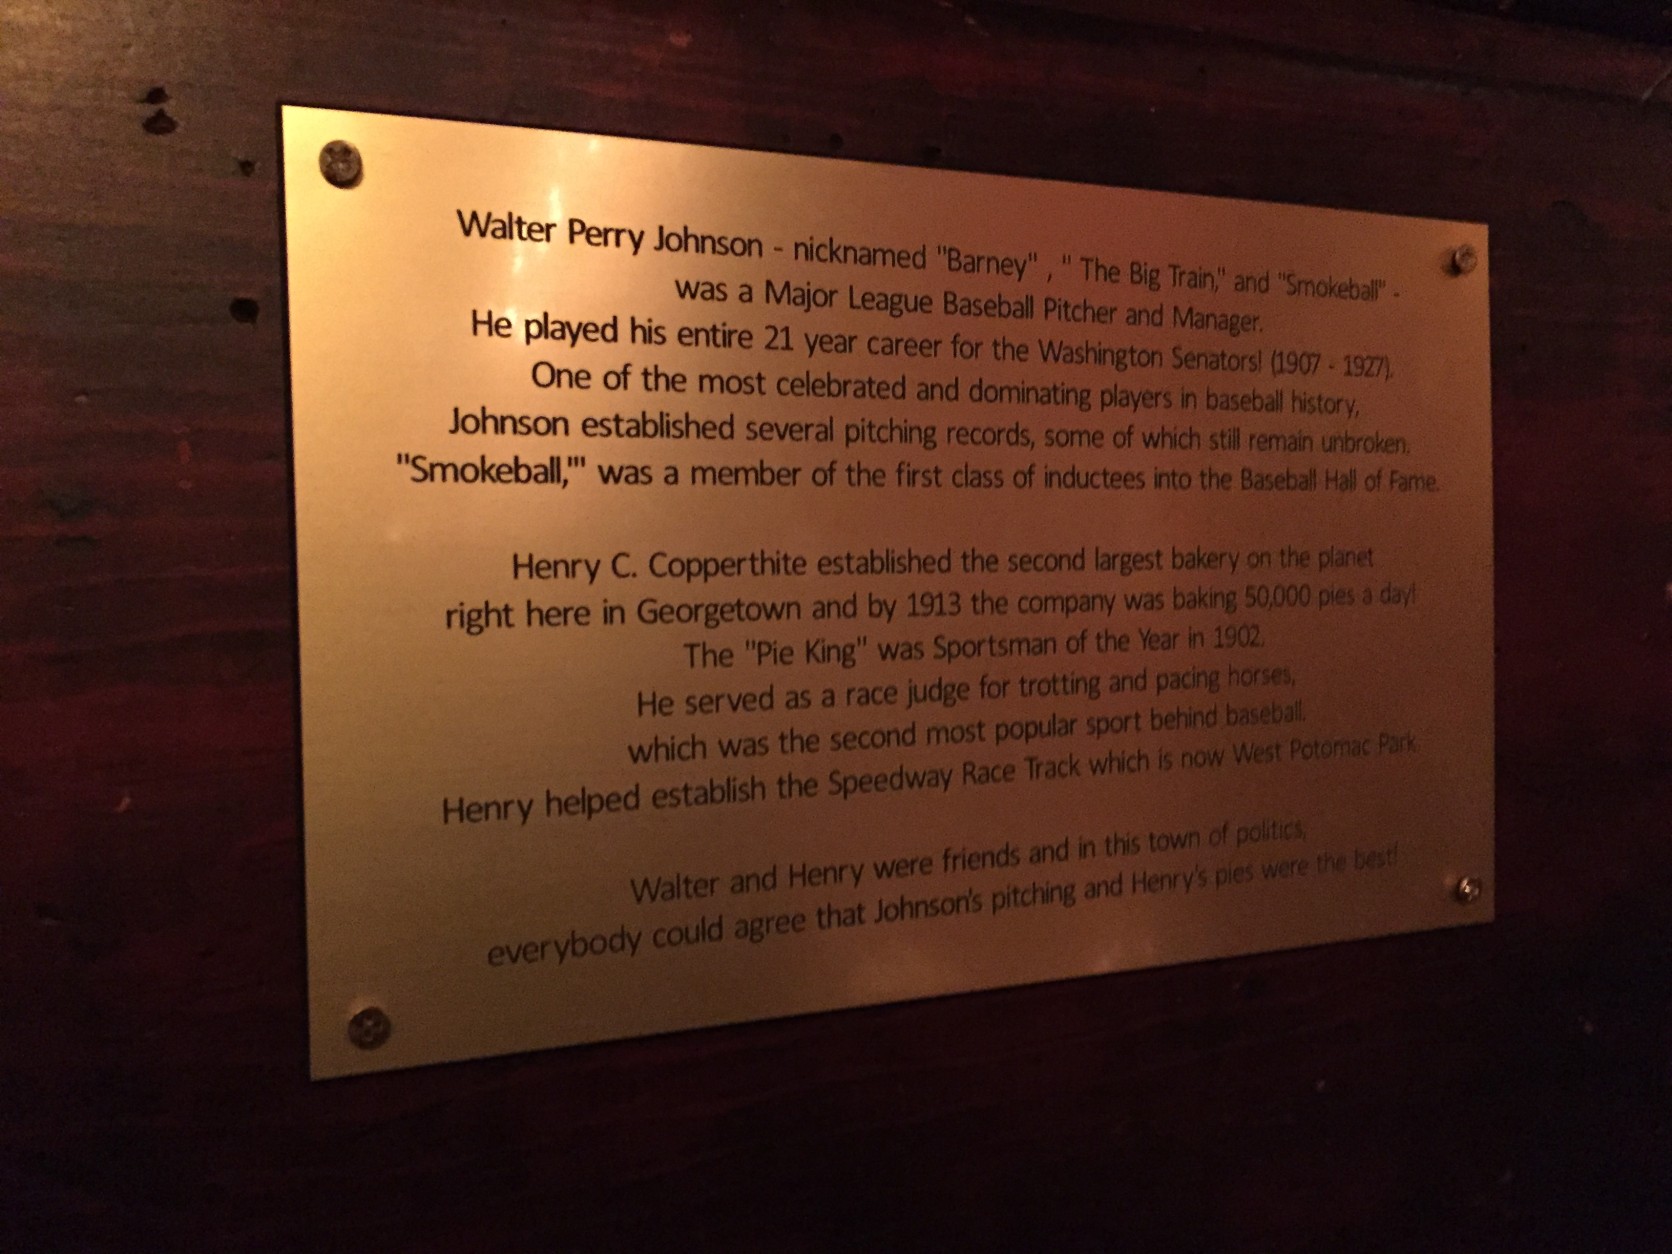 Walter Perry Johnson - nicknamed "Barney" , " The Big Train," and "Smokeball" -
was a Major League Baseball Pitcher and Manager.
He played his entire 21 year career for the Washington Senators! (1907 - 1927).
One of the most celebrated and dominating players in baseball history,
Johnson established several pitching records, some of which still remain unbroken.
"Smokeball,'" was a member of the first class of inductees into the Baseball Hall of Fame.
Henry C. Copperthite established the second largest bakery on the planet
right here in Georgetown and by 1913 the company was baking 50,000 pies a day!
The "Pie King" was Sportsman of the Year in 1902.
He served as a race judge for trotting and pacing horses,
which was the second most popular sport behind baseball.
Henry helped establish the Speedway Race Track which is now West Potomac Park
Walter and Henry were friends and in this town of politics,
everybody could agree that Johnson's pitching and Henry's pies were the best!